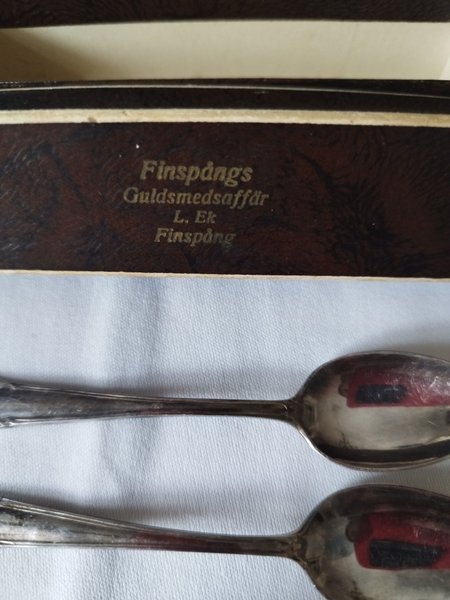 Finspångs
Guldsmedsaffär
L. Ek
Finspång